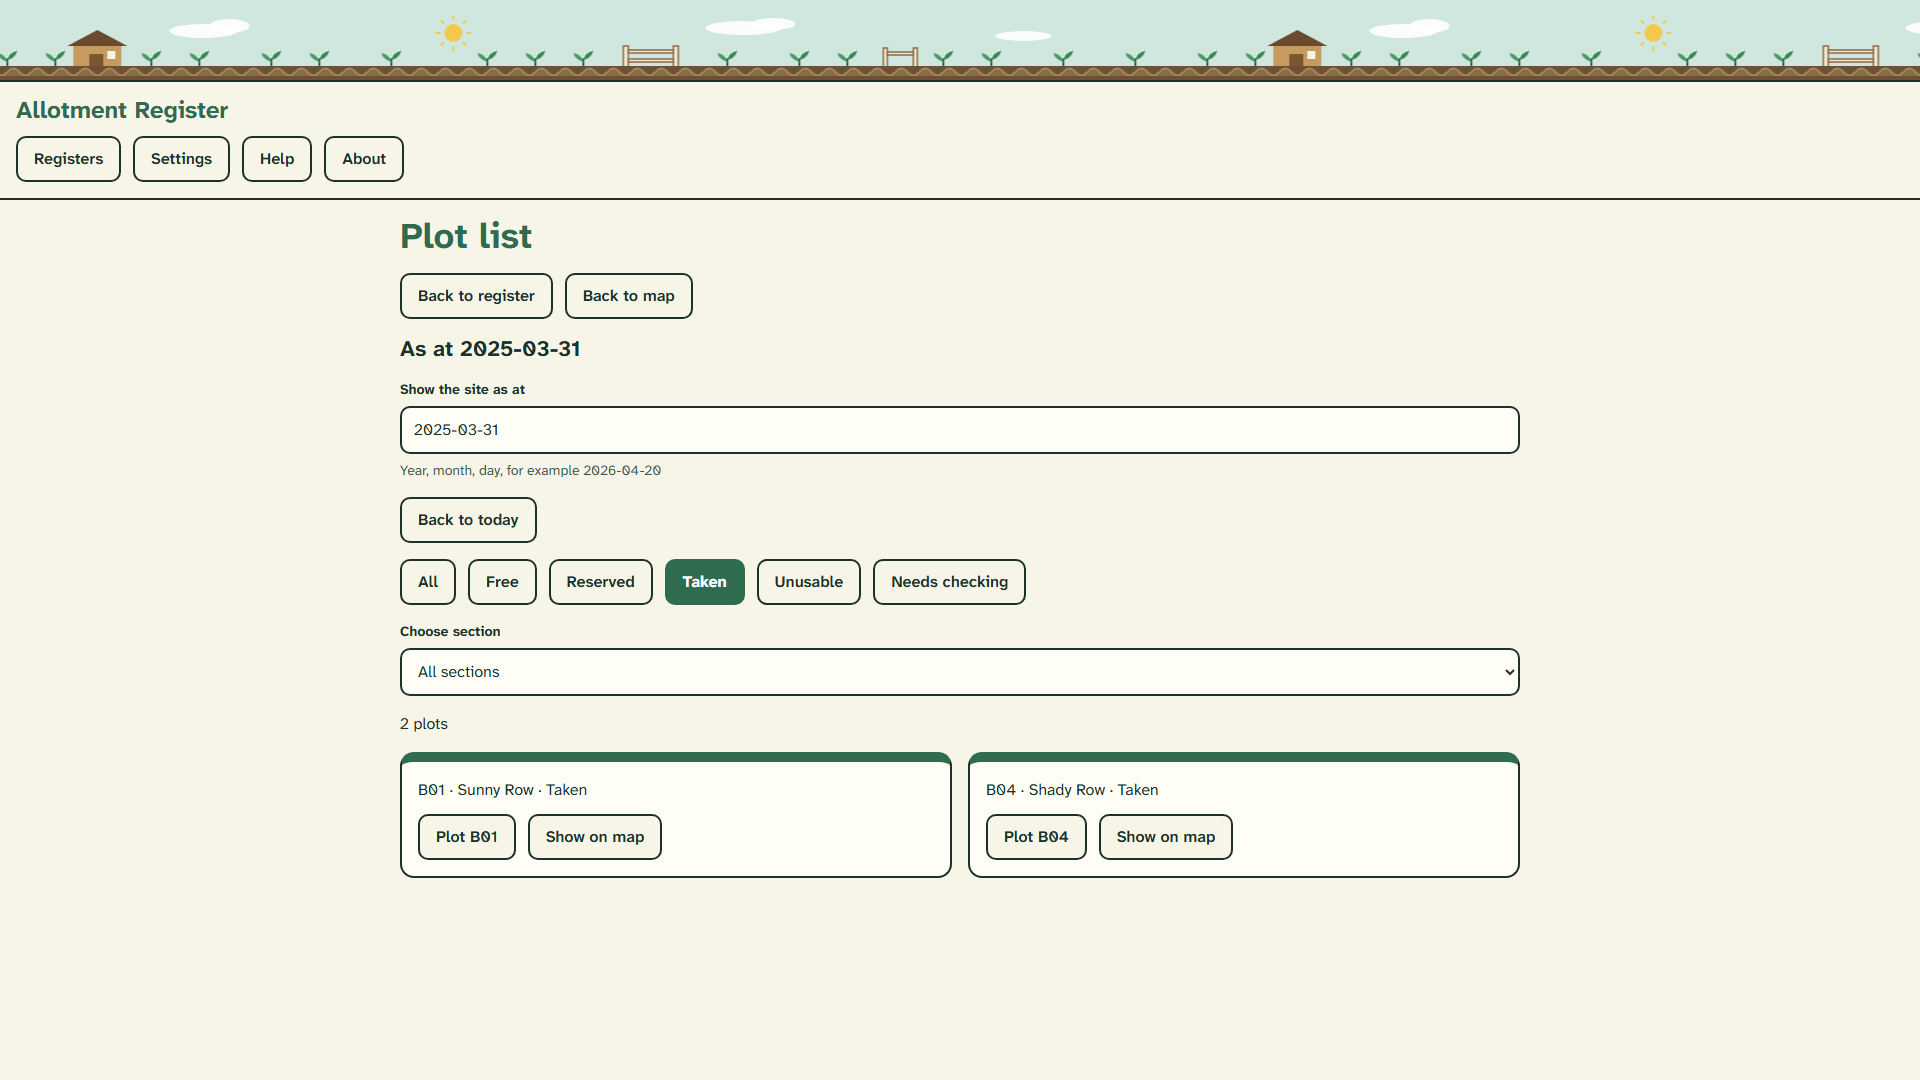 Allotment Register
Registers Settings Help About
Plot list
Back to register Back to map
As at 2025-03-31
Show the site as at
2025-03-31
Year, month, day, for example 2026-04-20
Back to today
All Free Reserved Taken Unusable Needs checking
Choose section
All sections
2 plots
B01 · Sunny Row · Taken
Plot B01 Show on map
B04 · Shady Row · Taken
Plot B04 Show on map